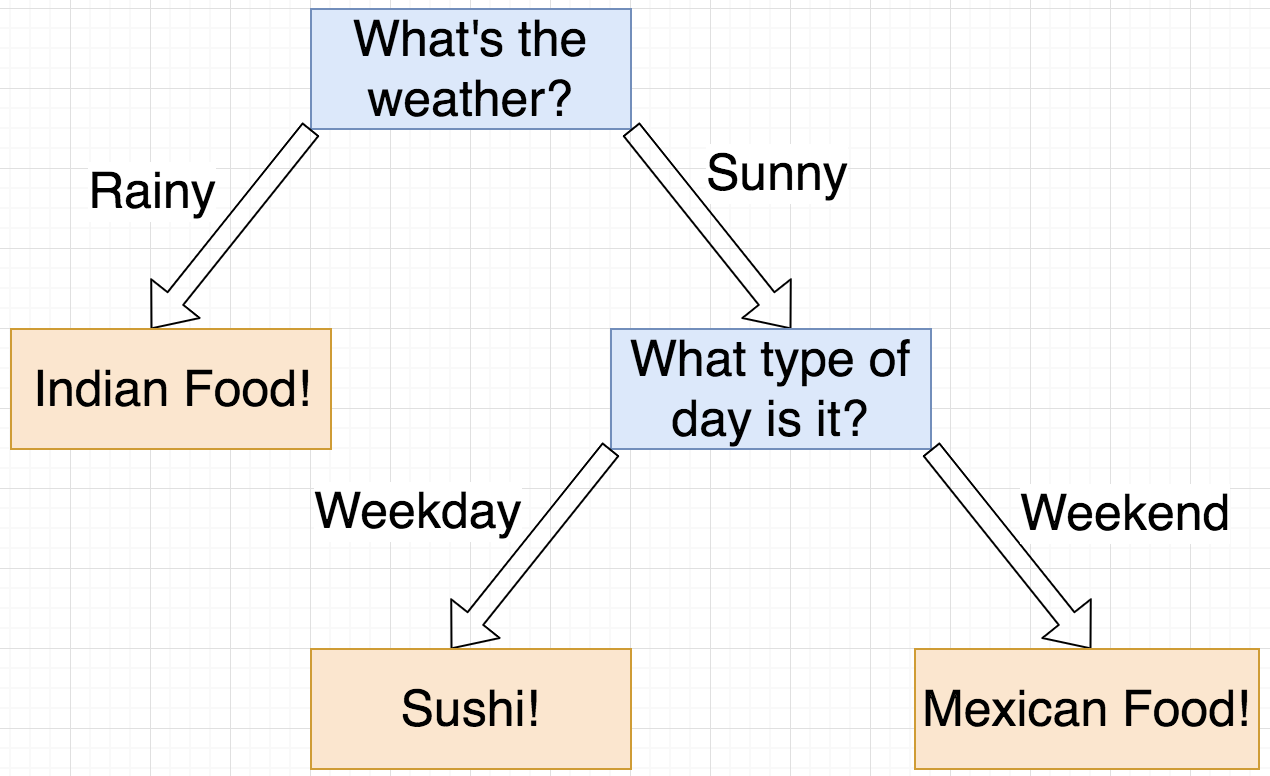 What's the
weather?
Rainy
Sunny
Indian Food!
What type of
day is it?
Weekday
Weekend
Sushi!
Mexican Food!